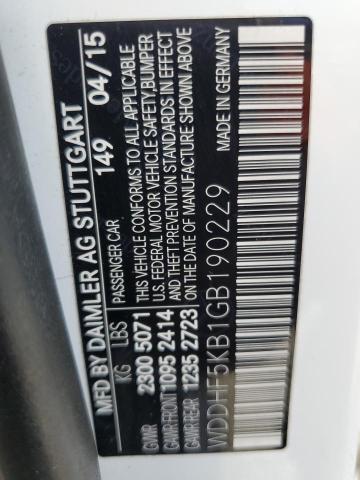 MFD BY DAIMLER AG STUTTGART
149 04/15
KG LBS PASSENGER CAR
GVWR 2300 5071 THIS VEHICLE CONFORMS TO ALL APPLICABLE
GAWR FRONT 1095 2414 U.S. FEDERAL MOTOR VEHICLE SAFETY, BUMPER
GAWR REAR 1235 2723 AND THEFT PREVENTION STANDARDS IN EFFECT
ON THE DATE OF MANUFACTURE SHOWN ABOVE
WDDHF5KB1GB190229 MADE IN GERMANY